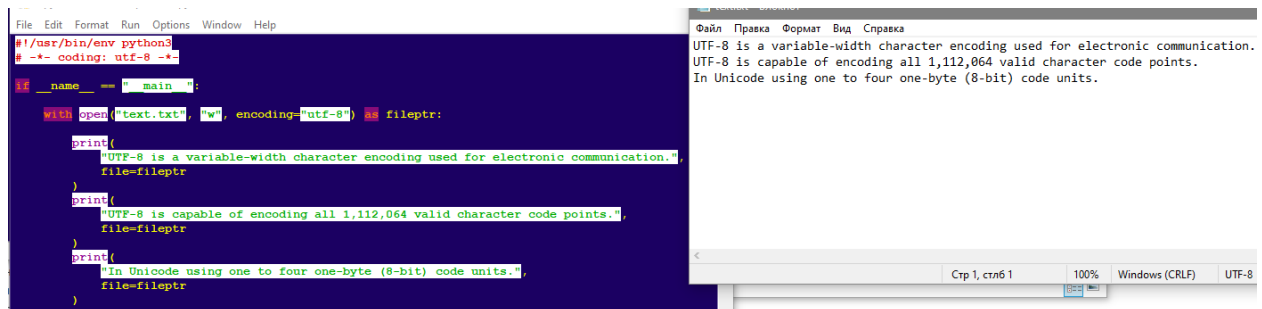 File Edit Format Run Options Window Help
#!/usr/bin/env python3
# -*- coding: utf-8 -*-
if __name__ == "__main__":
with open("text.txt", "w", encoding="utf-8") as fileptr:
print(
"UTF-8 is a variable-width character encoding used for electronic communication.",
file=fileptr
)
print(
"UTF-8 is capable of encoding all 1,112,064 valid character code points.",
file=fileptr
)
print(
"In Unicode using one to four one-byte (8-bit) code units.",
file=fileptr
)
Файл Правка Формат Вид Справка
UTF-8 is a variable-width character encoding used for electronic communication.
UTF-8 is capable of encoding all 1,112,064 valid character code points.
In Unicode using one to four one-byte (8-bit) code units.
Стр 1, стлб 1 100% Windows (CRLF) UTF-8